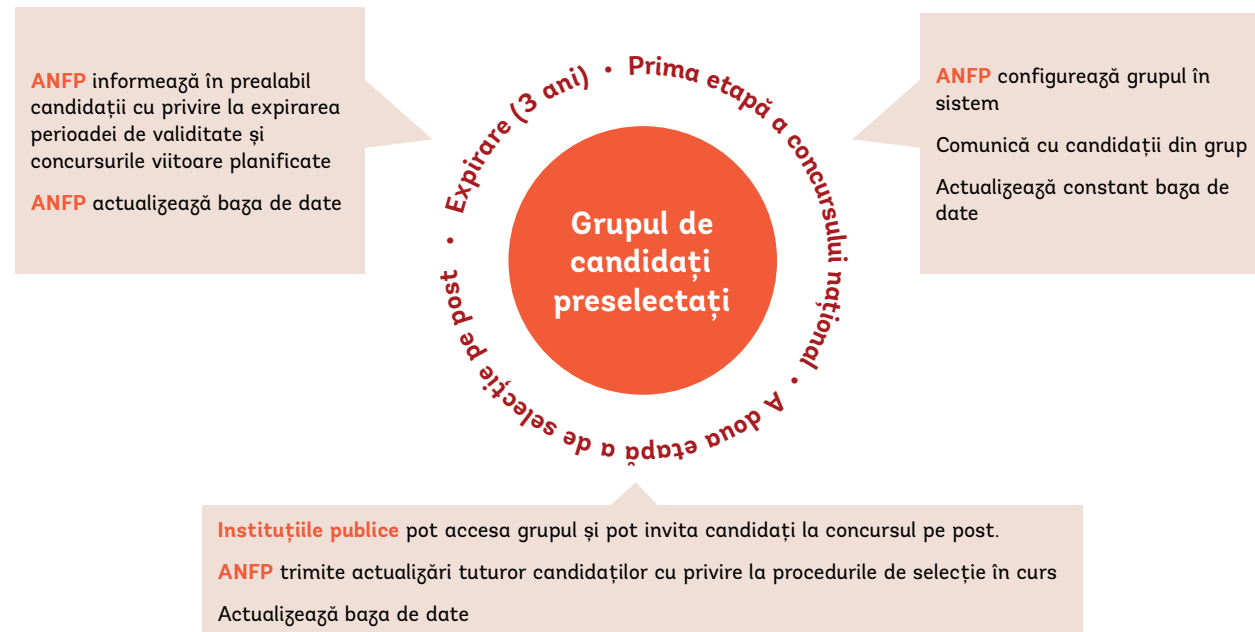 ANFP informează în prealabil
candidații cu privire la expirarea
perioadei de validitate și
concursurile viitoare planificate
ANFP actualizează baza de date
Prima etapă a concursului național • A doua etapă a de selecție pe post • Expirare (3 ani) •
Grupul de
candidați
preselectați
ANFP configurează grupul în
sistem
Comunică cu candidații din grup
Actualizează constant baza de
date
Instituțiile publice pot accesa grupul și pot invita candidați la concursul pe post.
ANFP trimite actualizări tuturor candidaților cu privire la procedurile de selecție în curs
Actualizează baza de date